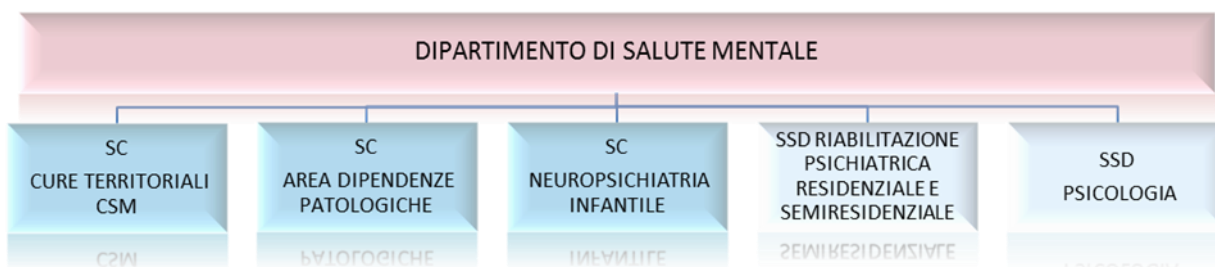 DIPARTIMENTO DI SALUTE MENTALE
SC
CURE TERRITORIALI
CSM
SC
AREA DIPENDENZE
PATOLOGICHE
SC
NEUROPSICHIATRIA
INFANTILE
SSD RIABILITAZIONE
PSICHIATRICA
RESIDENZIALE E
SEMIRESIDENZIALE
SSD
PSICOLOGIA